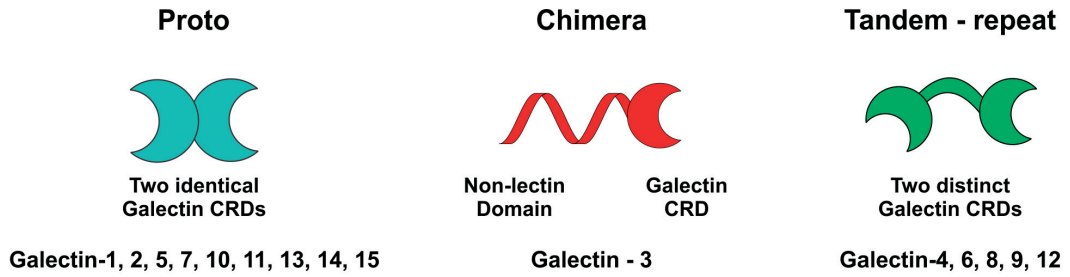 Proto
Chimera
Tandem - repeat
Two identical
Galectin CRDs
Non-lectin
Domain
Galectin
CRD
Two distinct
Galectin CRDs
Galectin-1, 2, 5, 7, 10, 11, 13, 14, 15
Galectin - 3
Galectin-4, 6, 8, 9, 12